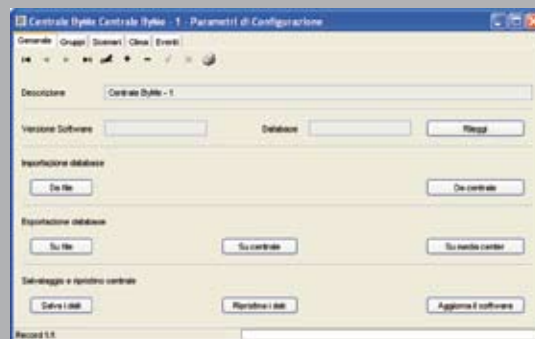 Centrale ByMe Centrale ByMe - 1 - Parametri di Configurazione
Generale Gruppi Scenari Clima Eventi
Descrizione Centrale ByMe - 1
Versione Software Database Rileggi
Importazione database
Da file Da centrale
Esportazione database
Su file Su centrale Su media center
Salvataggio e ripristino centrale
Salva i dati Ripristina i dati Aggiorna il software
Record 1/1